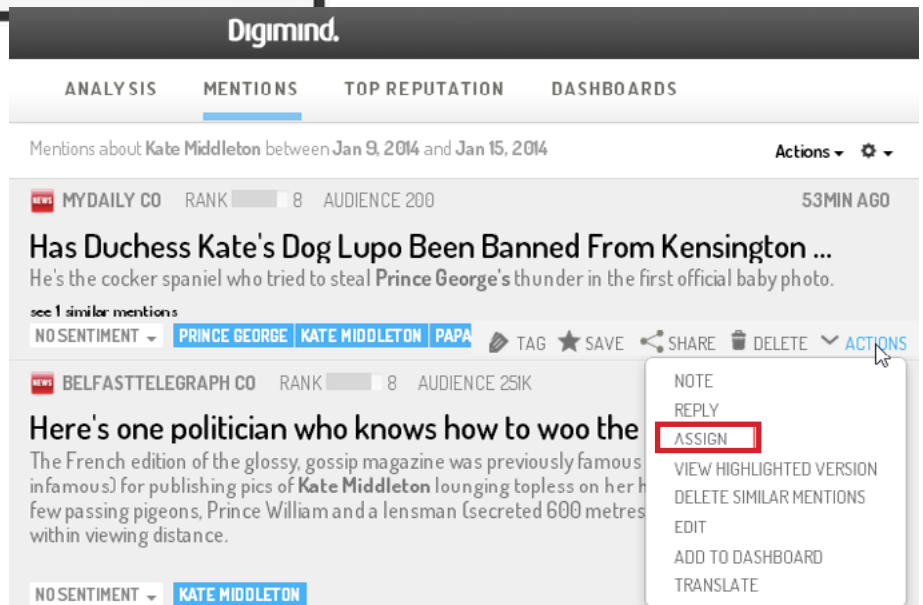 Digimind.
ANALYSIS MENTIONS TOP REPUTATION DASHBOARDS
Mentions about Kate Middleton between Jan 9, 2014 and Jan 15, 2014 Actions
NEWS MYDAILY CO RANK 8 AUDIENCE 200 53MIN AGO
Has Duchess Kate's Dog Lupo Been Banned From Kensington ...
He's the cocker spaniel who tried to steal Prince George's thunder in the first official baby photo.
see 1 similar mentions
NO SENTIMENT PRINCE GEORGE KATE MIDDLETON PAPA TAG SAVE SHARE DELETE ACTIONS
NEWS BELFASTTELEGRAPH CO RANK 8 AUDIENCE 251K
Here's one politician who knows how to woo the
The French edition of the glossy, gossip magazine was previously famous
infamous) for publishing pics of Kate Middleton lounging topless on her h
few passing pigeons, Prince William and a lensman (secreted 600 metres
within viewing distance.
NO SENTIMENT KATE MIDDLETON
NOTE
REPLY
ASSIGN
VIEW HIGHLIGHTED VERSION
DELETE SIMILAR MENTIONS
EDIT
ADD TO DASHBOARD
TRANSLATE